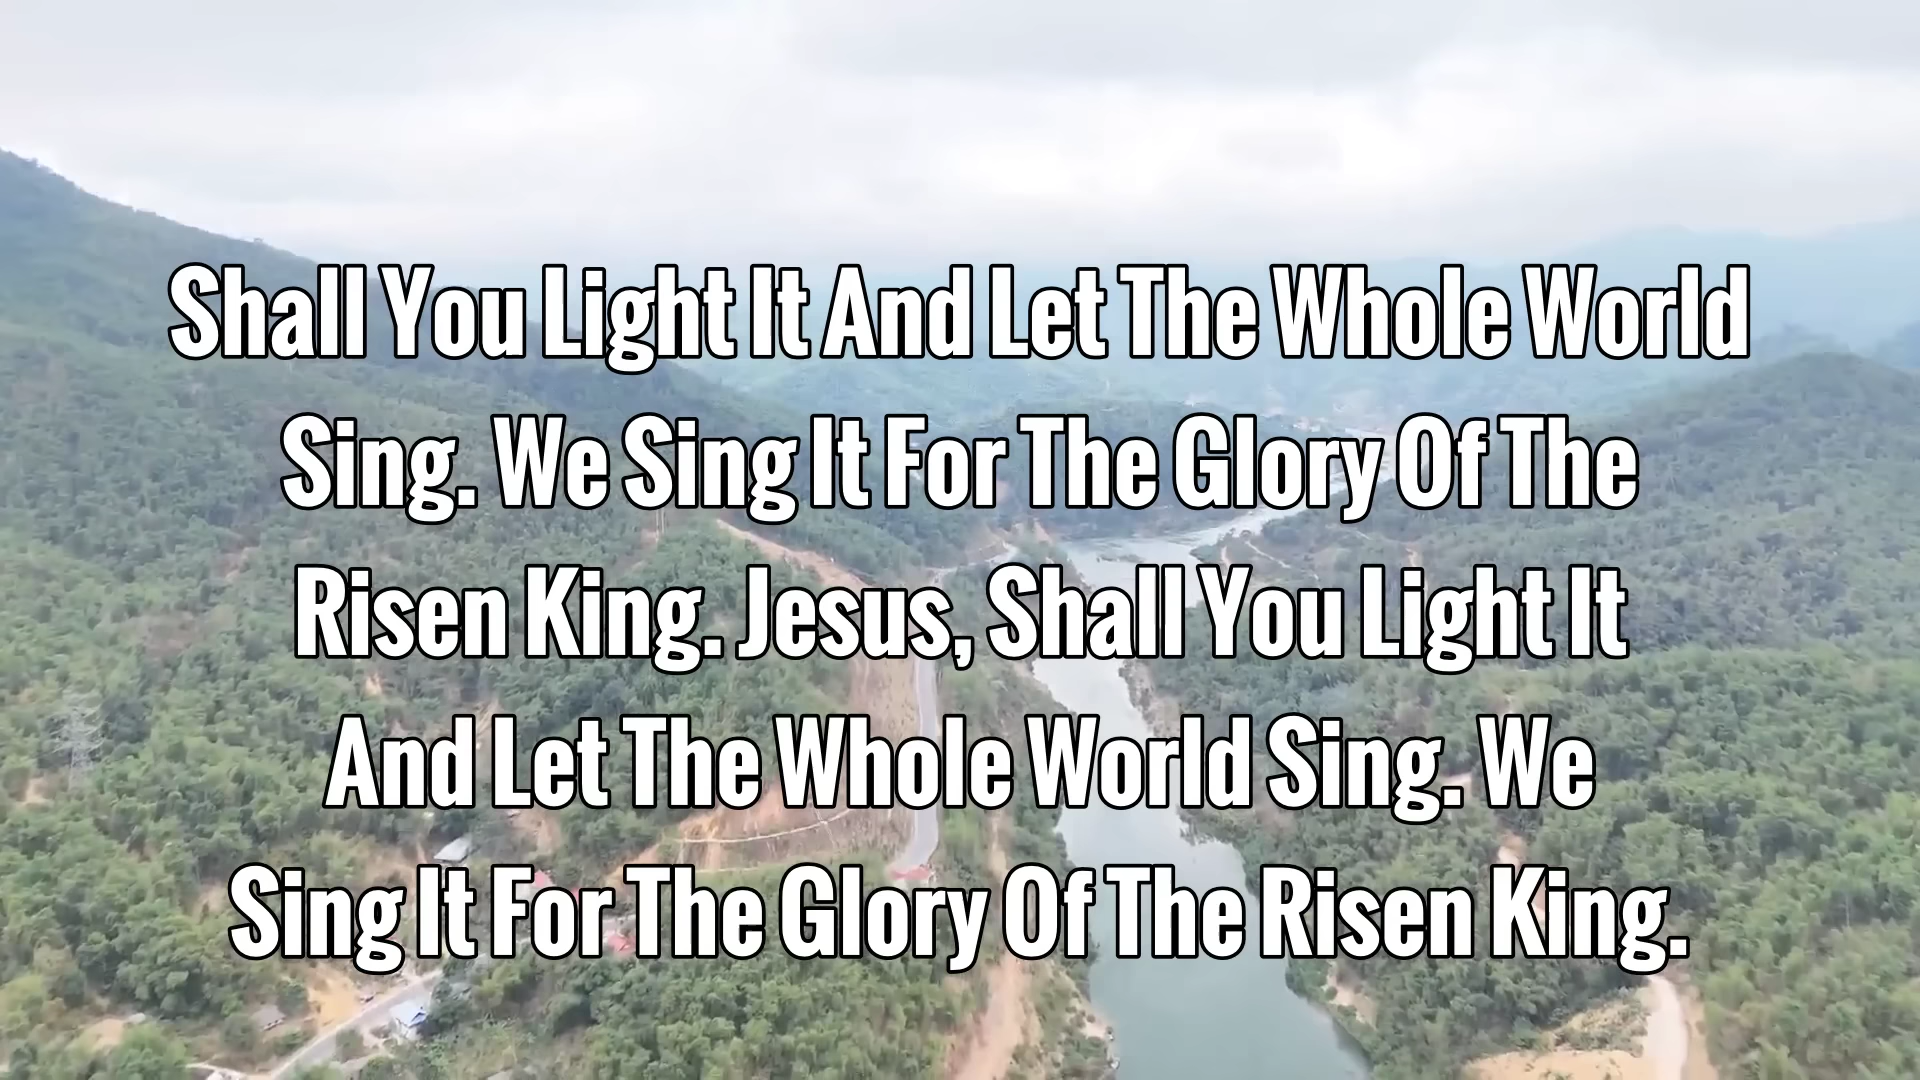 Shall You Light It And Let The Whole World
Sing. We Sing It For The Glory Of The
Risen King. Jesus, Shall You Light It
And Let The Whole World Sing. We
Sing It For The Glory Of The Risen King.